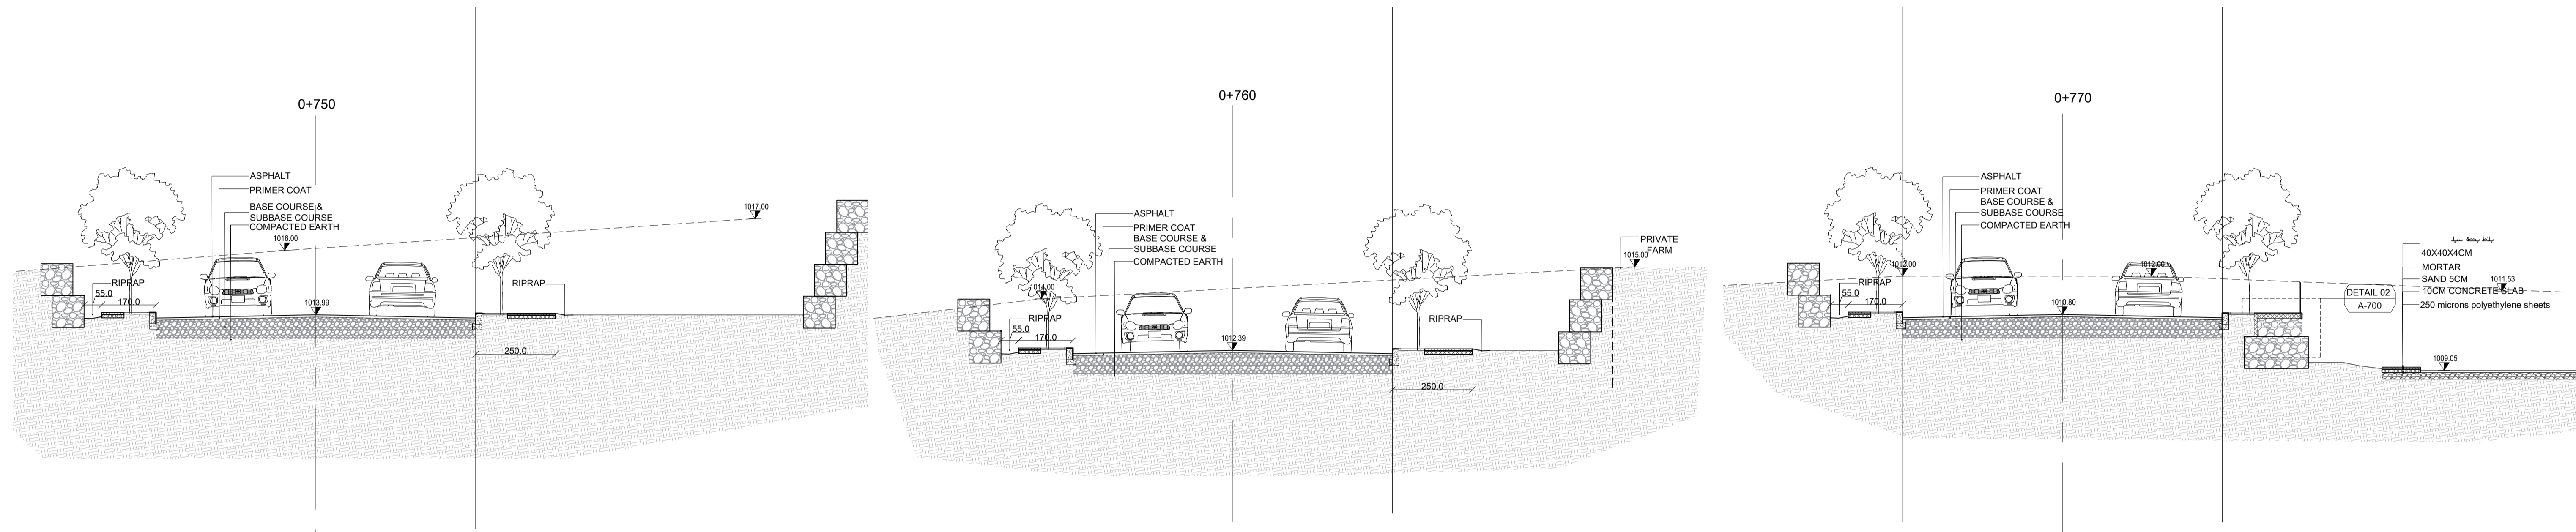 0+750
ASPHALT
PRIMER COAT
BASE COURSE &
SUBBASE COURSE
COMPACTED EARTH
1016.00
1017.00
RIPRAP
55.0
170.0
1013.99
RIPRAP
250.0
0+760
ASPHALT
PRIMER COAT
BASE COURSE &
SUBBASE COURSE
COMPACTED EARTH
PRIVATE
FARM
1015.00
1014.00
RIPRAP
55.0
170.0
1012.39
RIPRAP
250.0
0+770
ASPHALT
PRIMER COAT
BASE COURSE &
SUBBASE COURSE
COMPACTED EARTH
1012.00
1012.00
1011.53
RIPRAP
55.0
170.0
1010.80
DETAIL 02
A-700
40X40X4CM
MORTAR
SAND 5CM
10CM CONCRETE SLAB
250 microns polyethylene sheets
1009.05